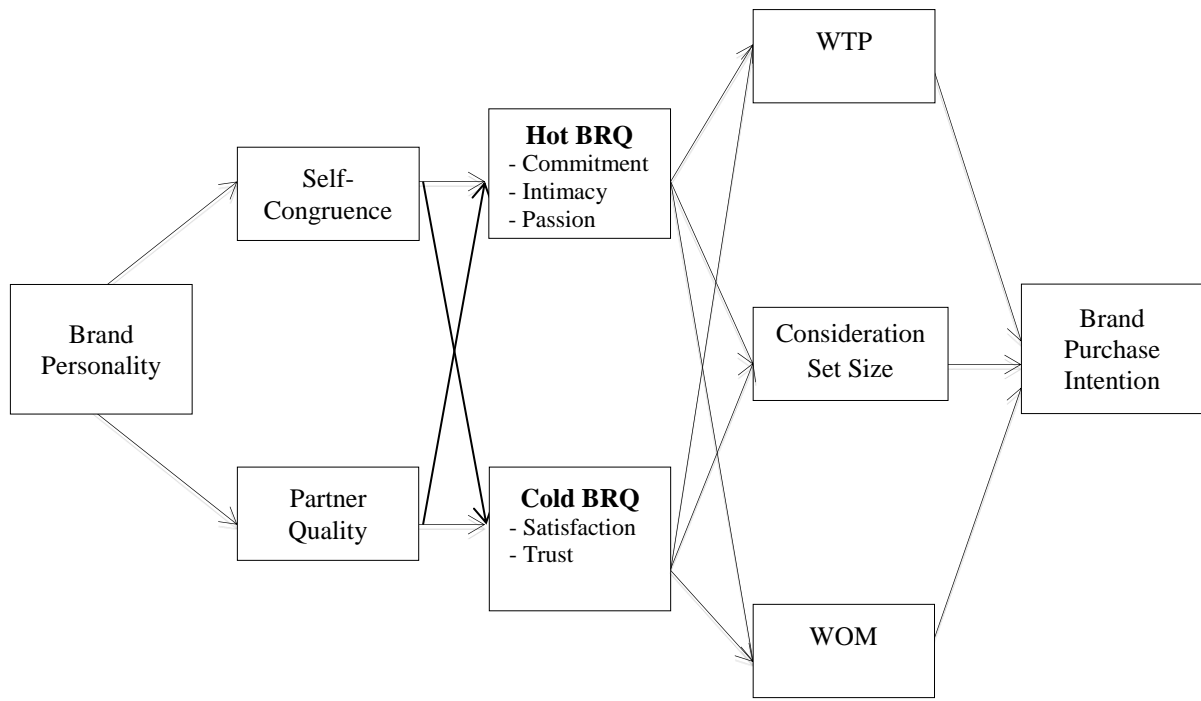 Brand
Personality
Self-
Congruence
Partner
Quality
Hot BRQ
- Commitment
- Intimacy
- Passion
Cold BRQ
- Satisfaction
- Trust
WTP
Consideration
Set Size
WOM
Brand
Purchase
Intention